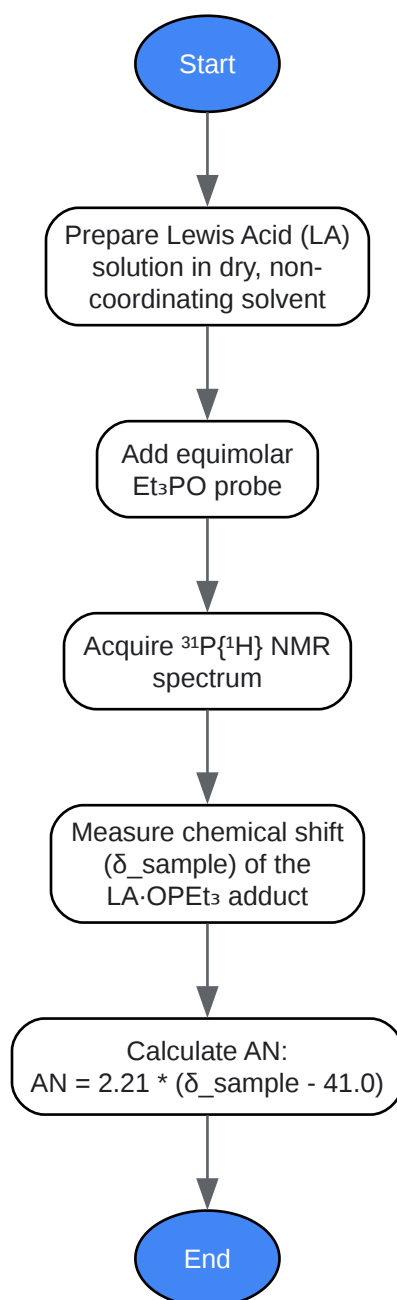 Start
Prepare Lewis Acid (LA)
solution in dry, non-
coordinating solvent
Add equimolar
Et₃PO probe
Acquire ³¹P{¹H} NMR
spectrum
Measure chemical shift
(δ_sample) of the
LA·OPEt₃ adduct
Calculate AN:
AN = 2.21 * (δ_sample - 41.0)
End